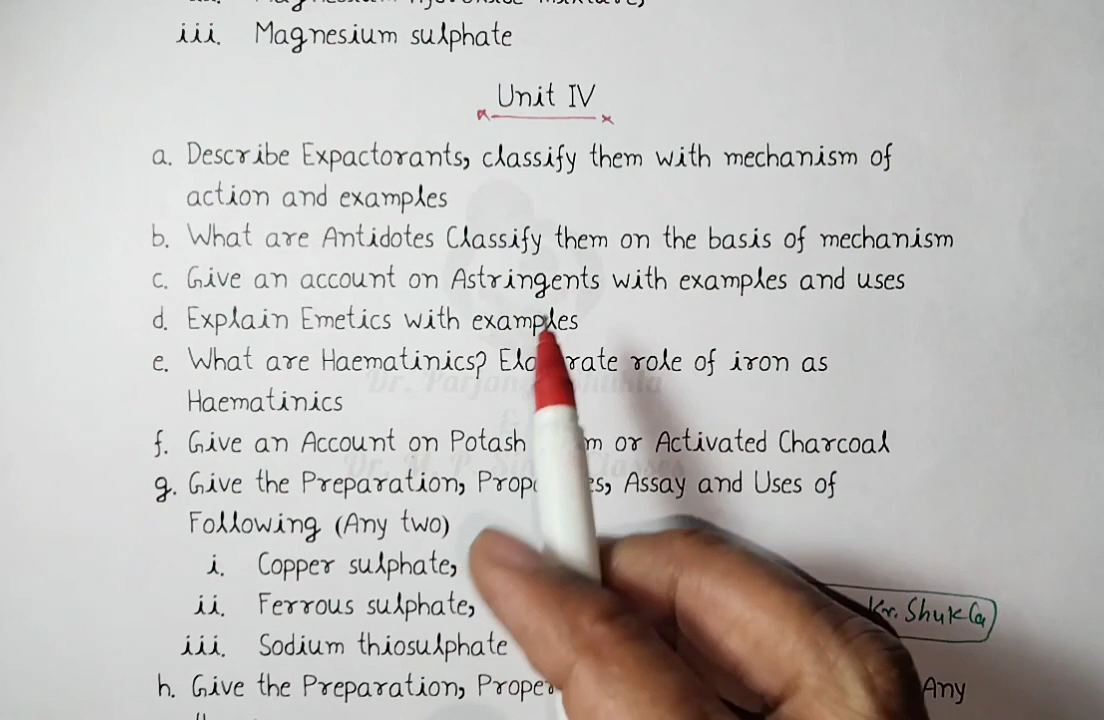 iii. Magnesium sulphate
Unit IV
a. Describe Expactorants, classify them with mechanism of
action and examples
b. What are Antidotes Classify them on the basis of mechanism
c. Give an account on Astringents with examples and uses
d. Explain Emetics with examples
e. What are Haematinics? rate role of iron as
Haematinics
f. Give an Account on Potash or Activated Charcoal
g. Give the Preparation, Assay and Uses of
Following (Any two)
i. Copper sulphate,
ii. Ferrous sulphate,
Kr. Shukla
iii. Sodium thiosulphate
h. Give the Preparation, Any